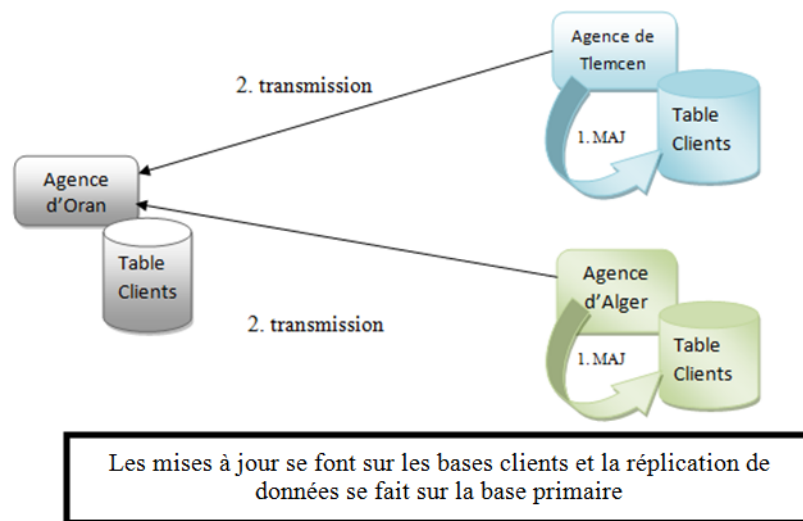 Agence de
Tlemcen
2. transmission
Table
Clients
1. MAJ
Agence
d'Oran
Table
Clients
Agence
d'Alger
2. transmission
Table
Clients
1. MAJ
Les mises à jour se font sur les bases clients et la réplication de
données se fait sur la base primaire